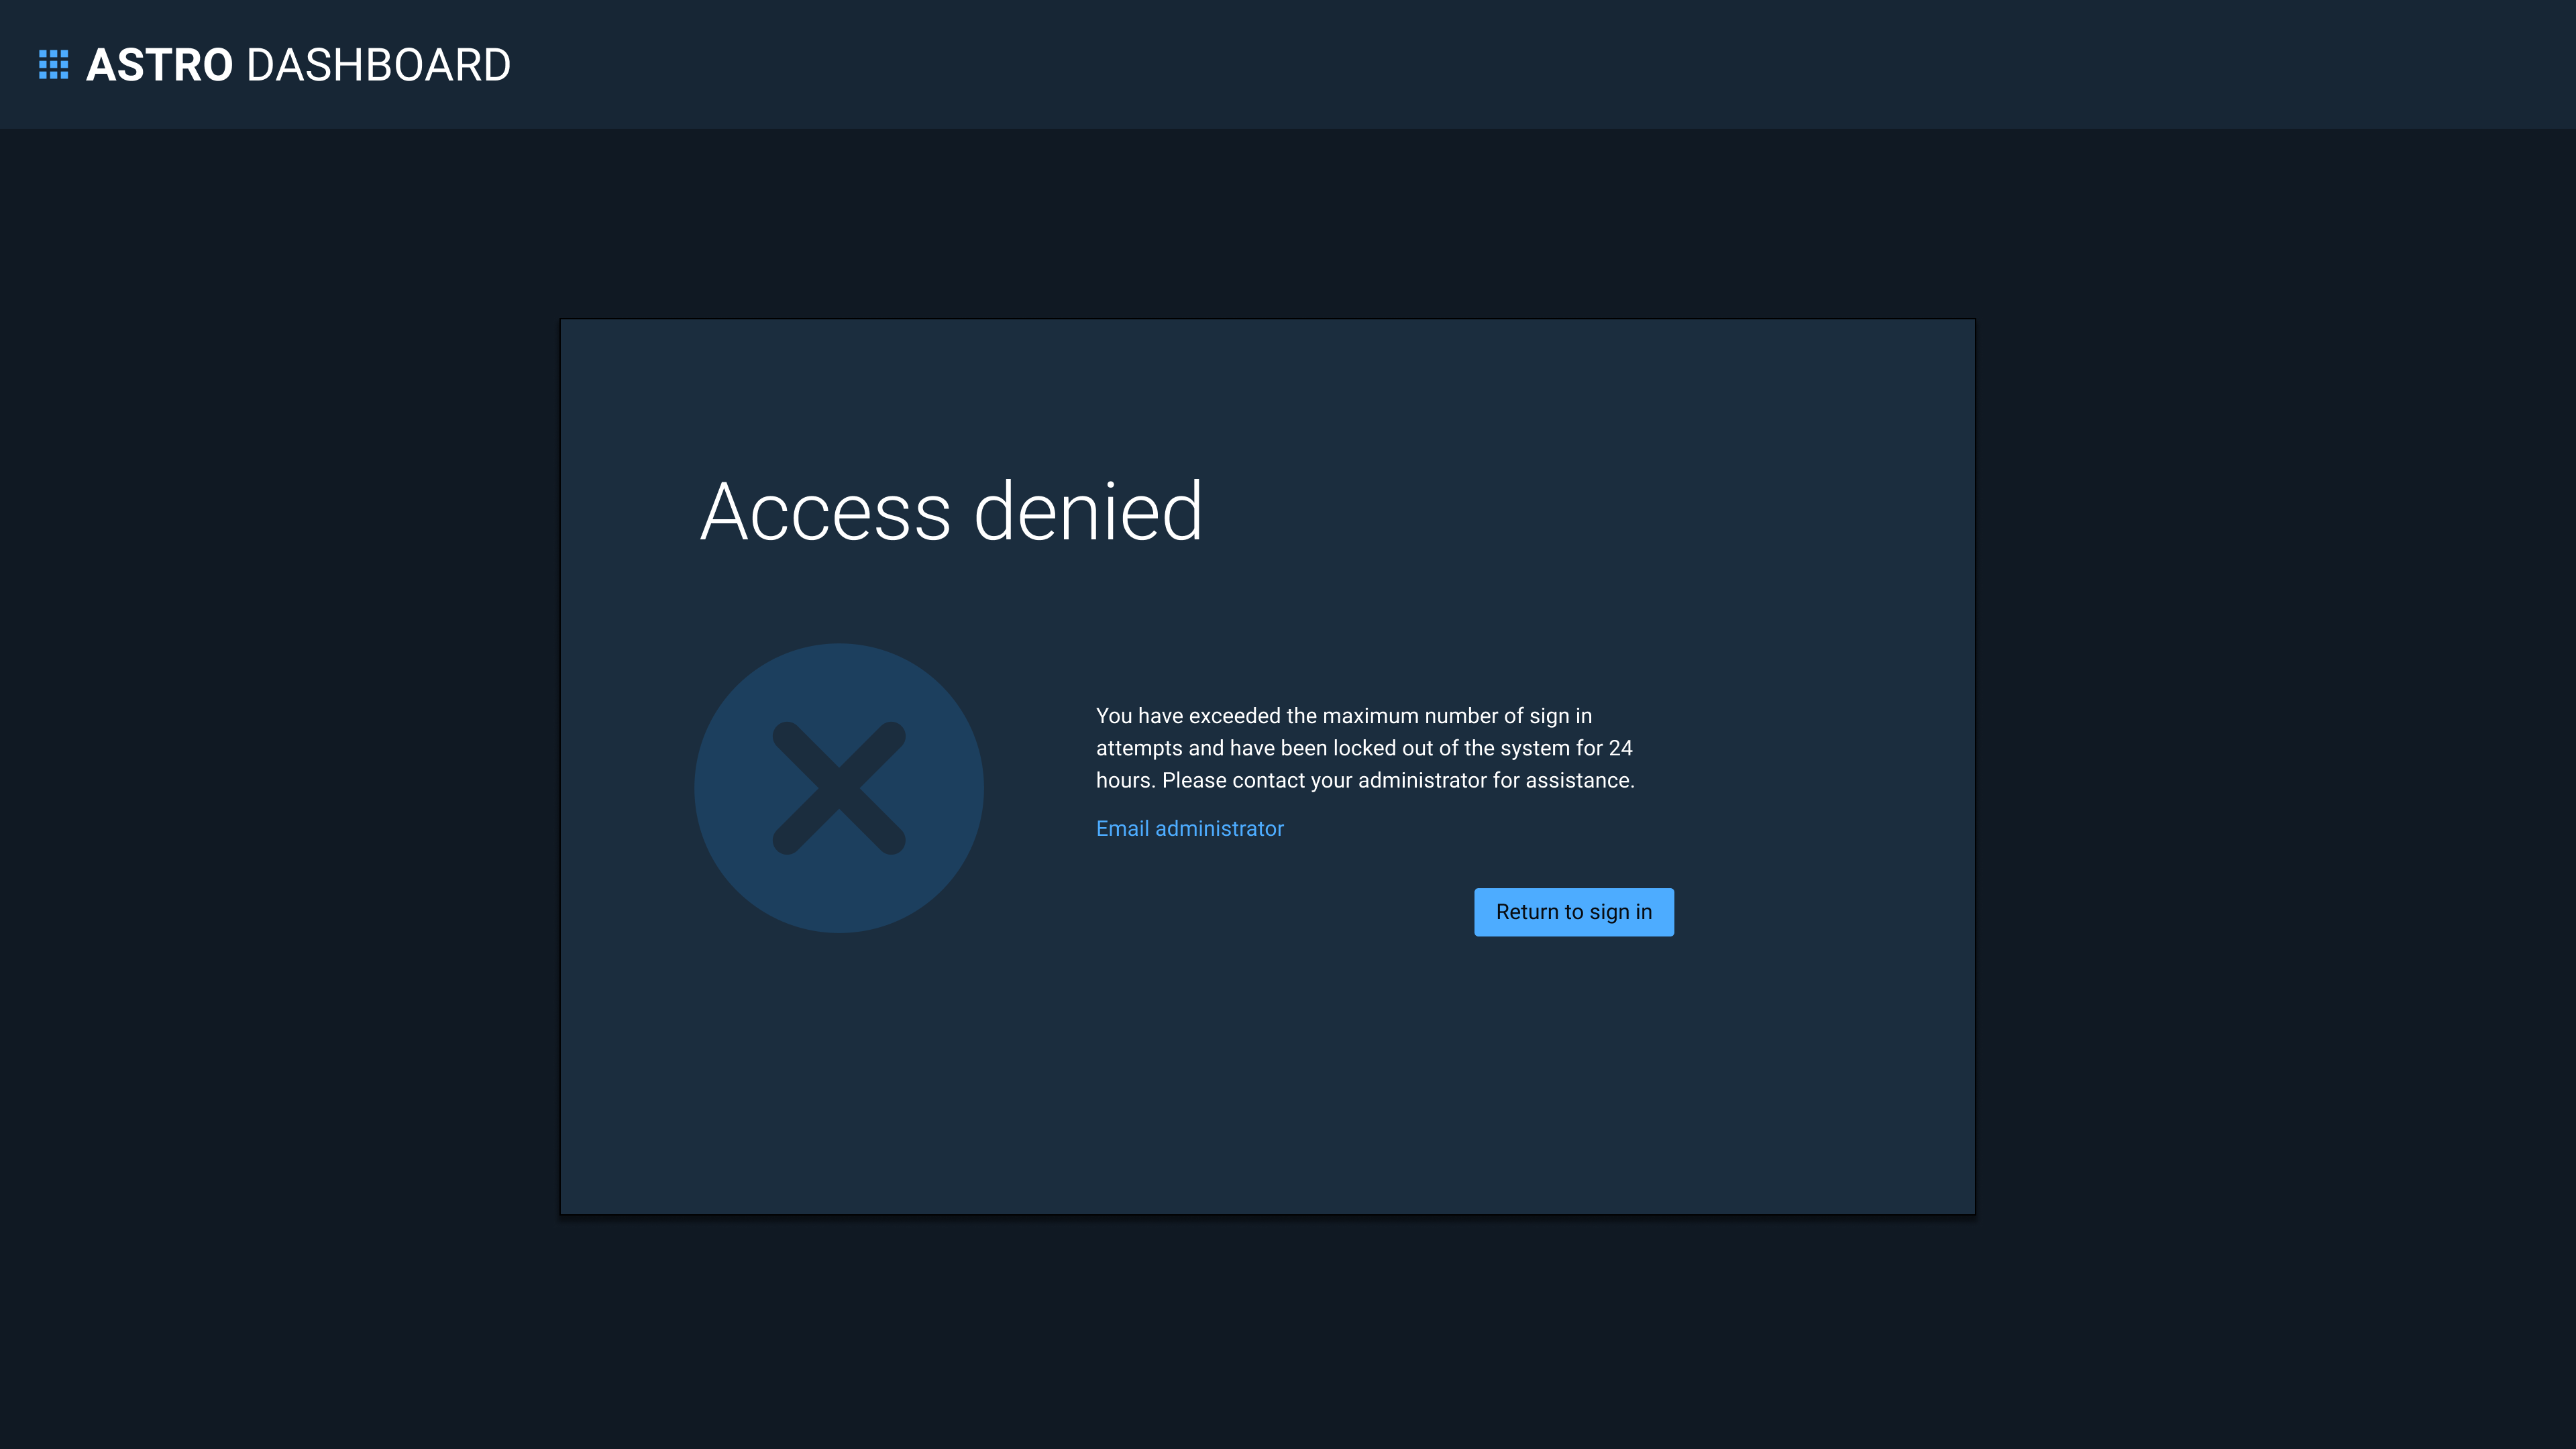 ASTRO DASHBOARD
Access denied
You have exceeded the maximum number of sign in
attempts and have been locked out of the system for 24
hours. Please contact your administrator for assistance.
Email administrator
Return to sign in